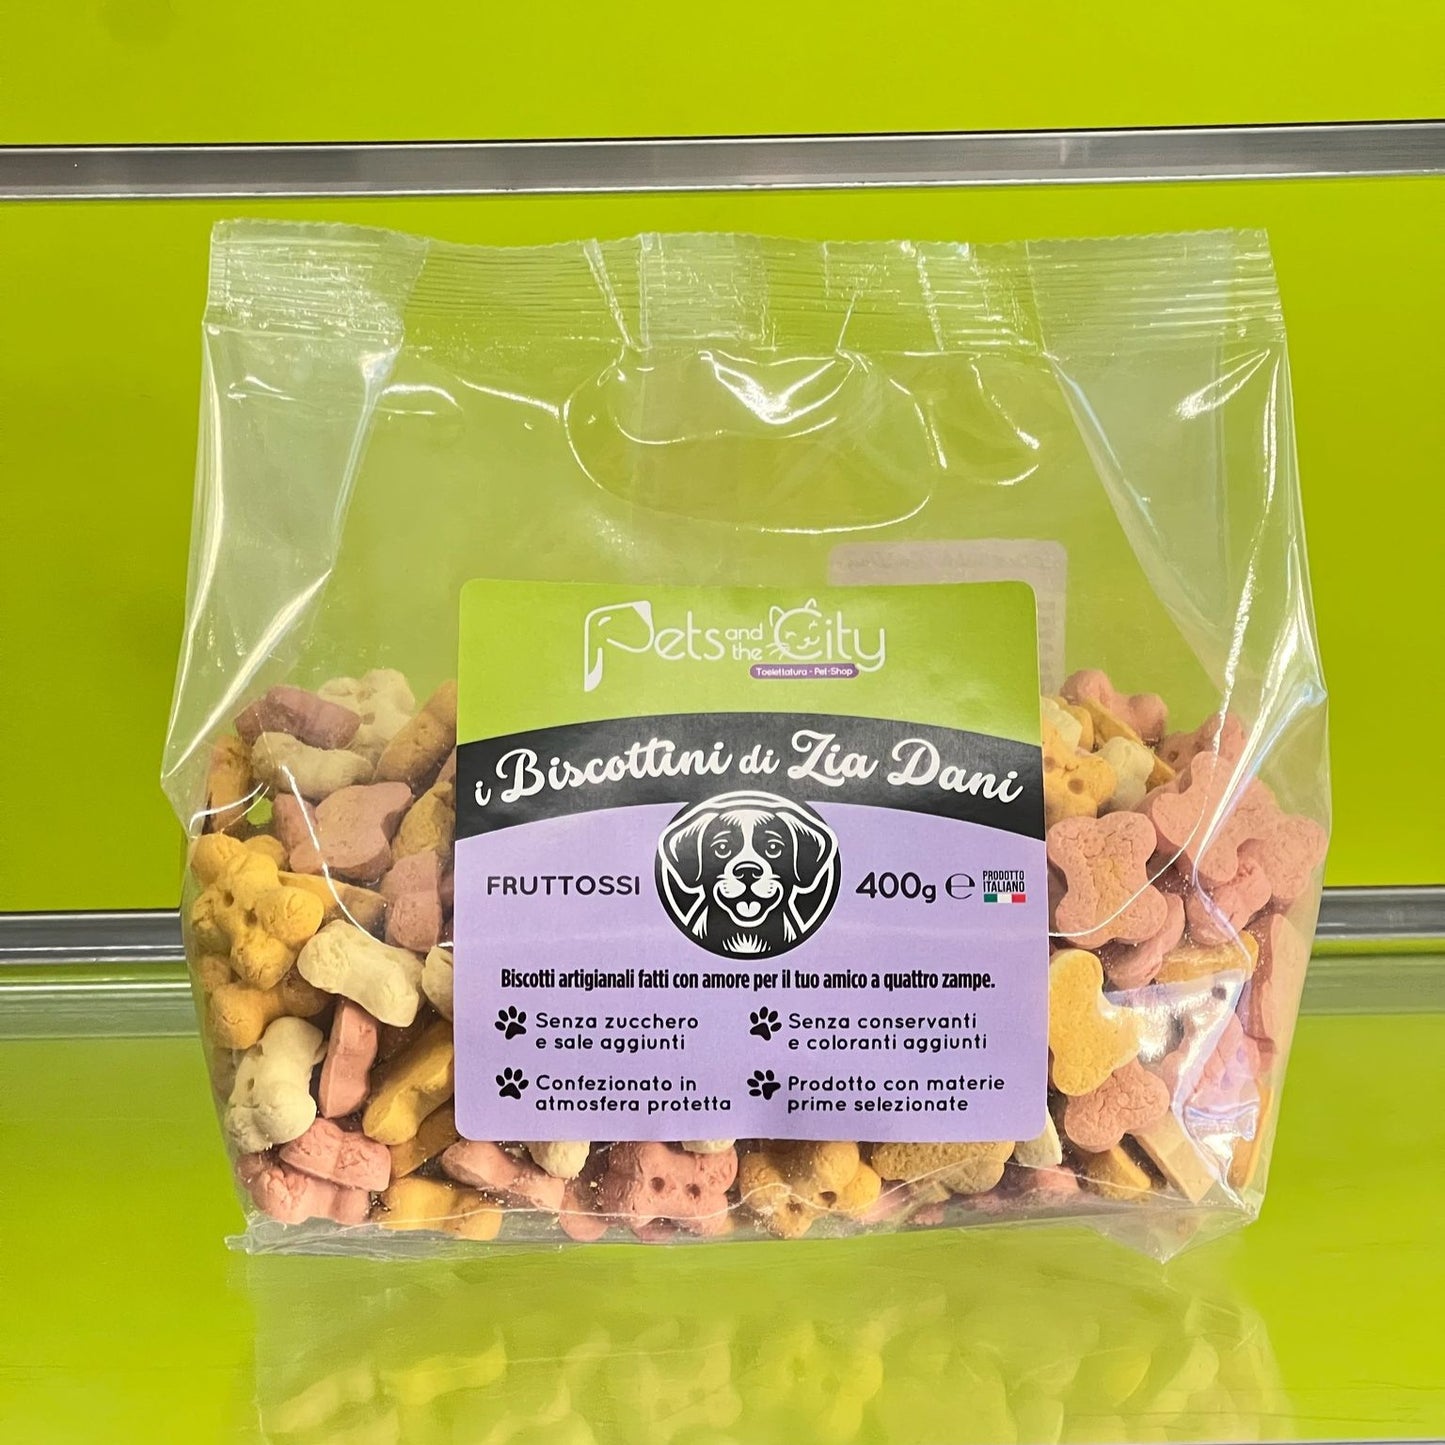 Pets and the City
Toelettatura - Pet-Shop
i Biscottini di Zia Dani
FRUTTOSSI
400g ℮
PRODOTTO
ITALIANO
Biscotti artigianali fatti con amore per il tuo amico a quattro zampe.
Senza zucchero
e sale aggiunti
Senza conservanti
e coloranti aggiunti
Confezionato in
atmosfera protetta
Prodotto con materie
prime selezionate